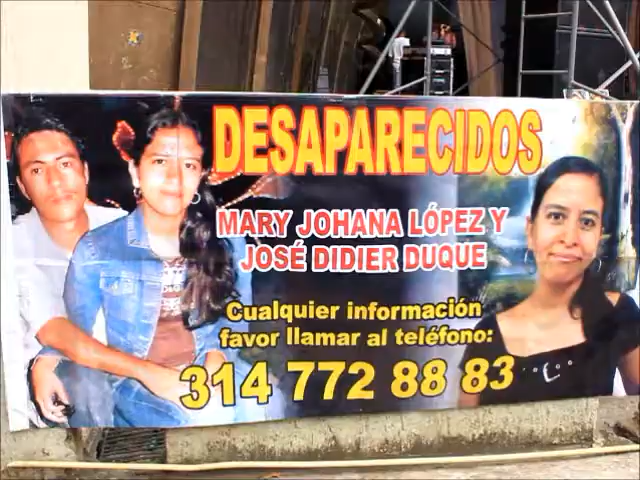 DESAPARECIDOS
MARY JOHANA LÓPEZ Y
JOSÉ DIDIER DUQUE
Cualquier información
favor llamar al teléfono:
314 772 88 83